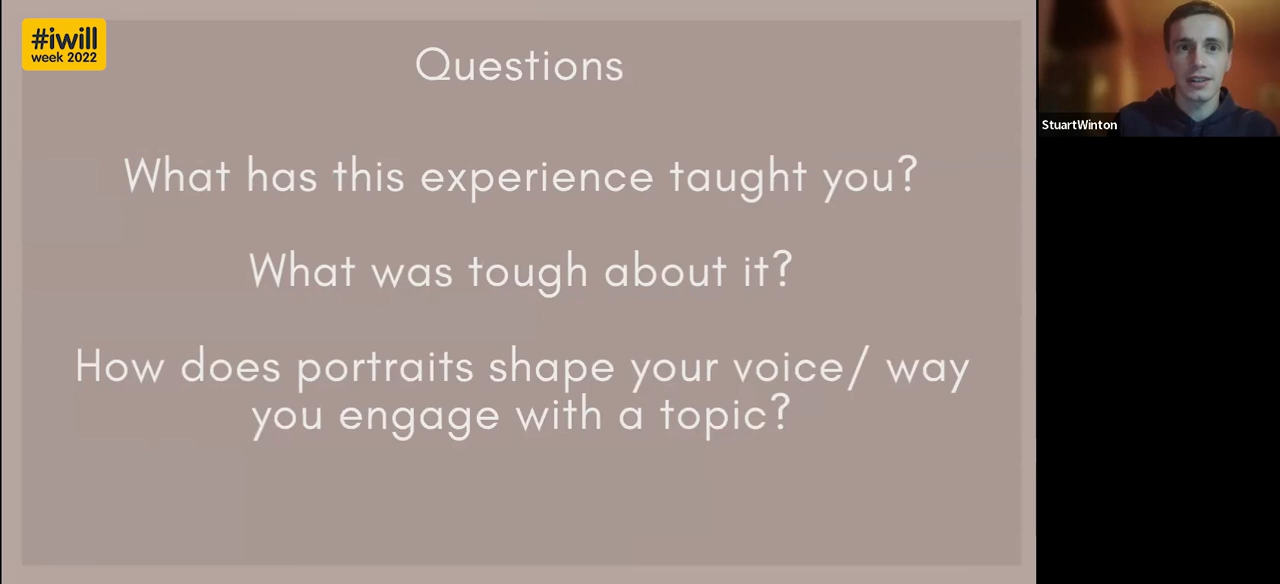 #iwill
week 2022
Questions
What has this experience taught you?
What was tough about it?
How does portraits shape your voice/ way
you engage with a topic?
StuartWinton